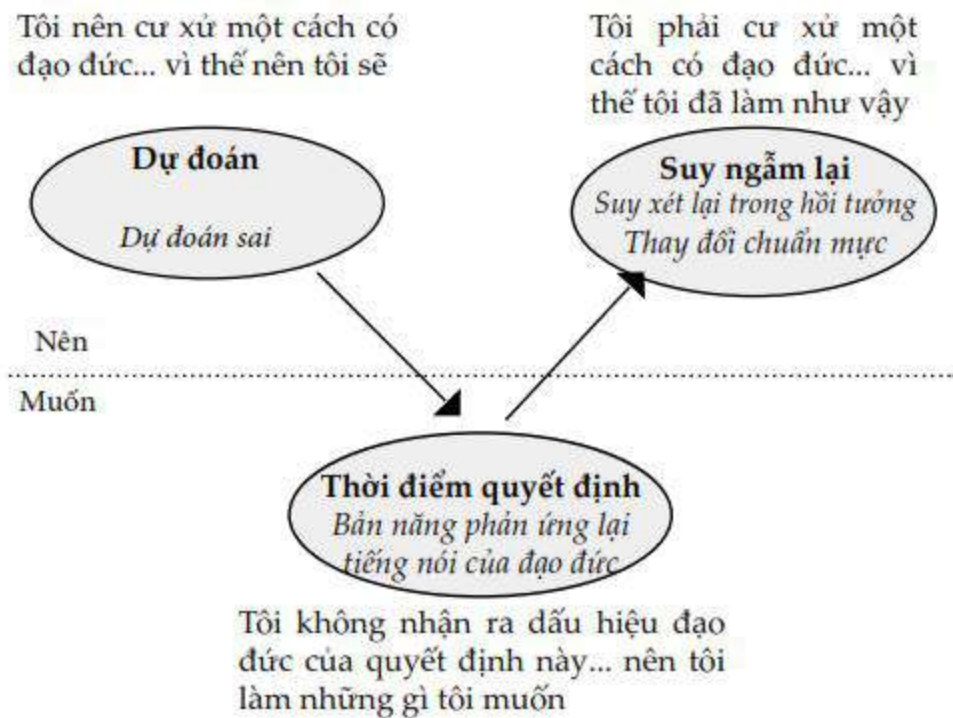 Tôi nên cư xử một cách có
đạo đức... vì thế nên tôi sẽ
Tôi phải cư xử một
cách có đạo đức... vì
thế tôi đã làm như vậy
Dự đoán
Dự đoán sai
Suy ngẫm lại
Suy xét lại trong hồi tưởng
Thay đổi chuẩn mực
Nên
Muốn
Thời điểm quyết định
Bản năng phản ứng lại
tiếng nói của đạo đức
Tôi không nhận ra dấu hiệu đạo
đức của quyết định này... nên tôi
làm những gì tôi muốn